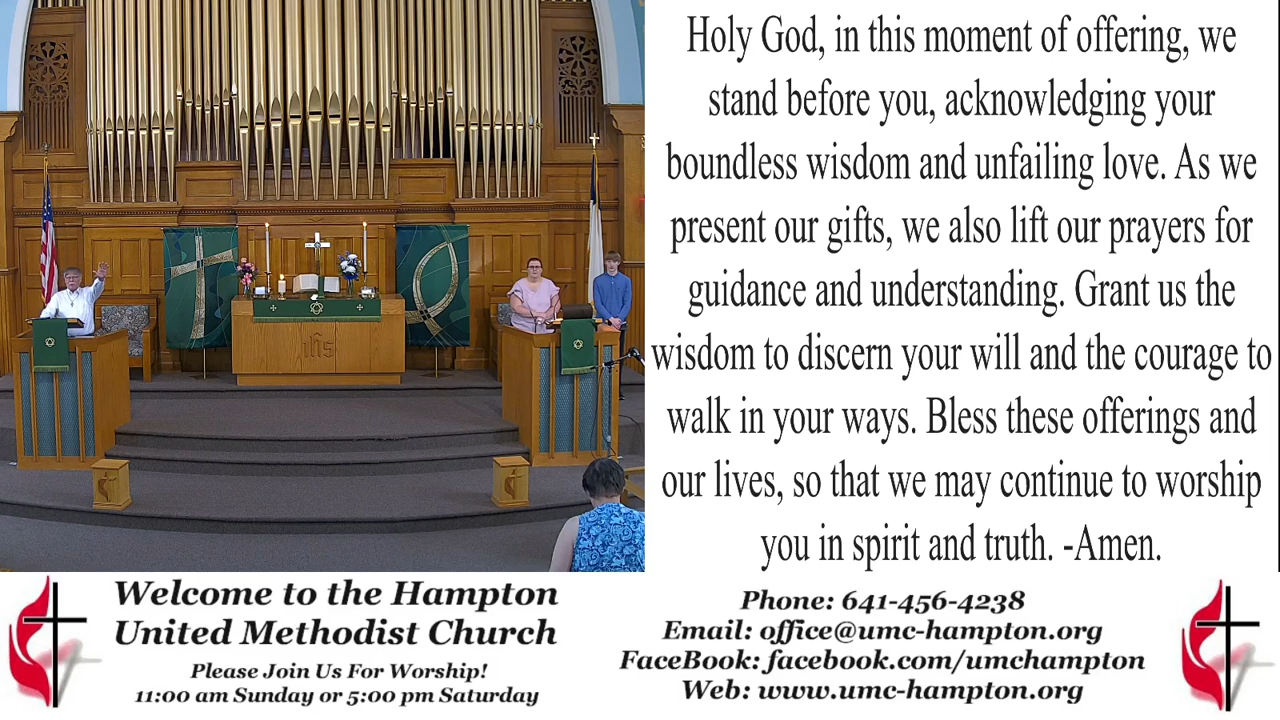 Holy God, in this moment of offering, we
stand before you, acknowledging your
boundless wisdom and unfailing love. As we
present our gifts, we also lift our prayers for
guidance and understanding. Grant us the
wisdom to discern your will and the courage to
walk in your ways. Bless these offerings and
our lives, so that we may continue to worship
you in spirit and truth. -Amen.
ihs
Welcome to the Hampton
United Methodist Church
Please Join Us For Worship!
11:00 am Sunday or 5:00 pm Saturday
Phone: 641-456-4238
Email: office@umc-hampton.org
FaceBook: facebook.com/umchampton
Web: www.umc-hampton.org